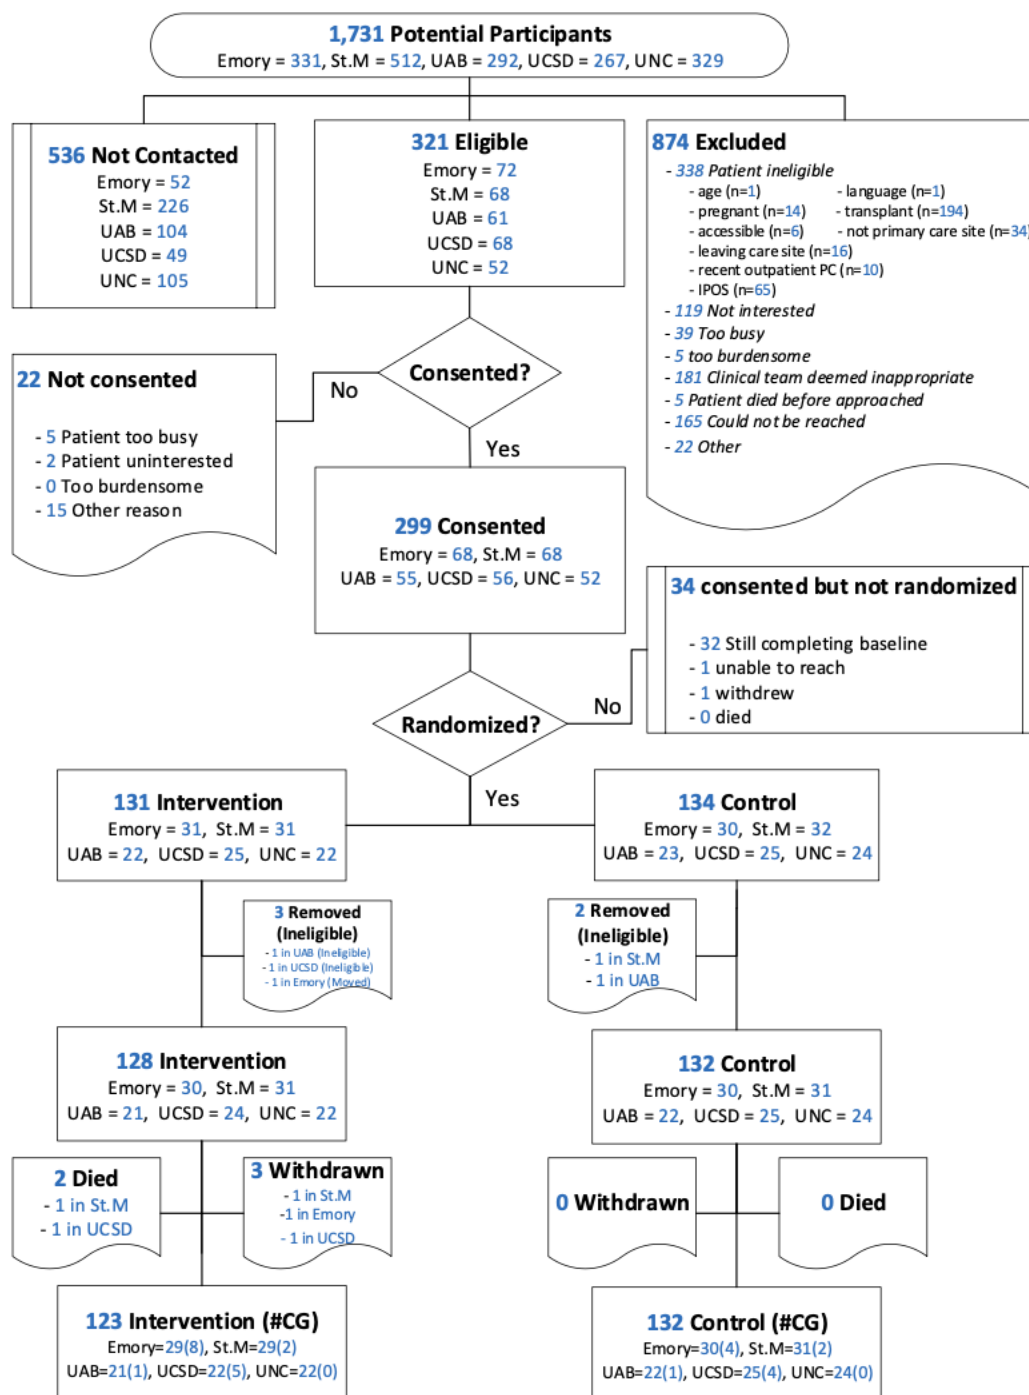 1,731 Potential Participants
Emory = 331, St.M = 512, UAB = 292, UCSD = 267, UNC = 329
536 Not Contacted
Emory = 52
St.M = 226
UAB = 104
UCSD = 49
UNC = 105
321 Eligible
Emory = 72
St.M = 68
UAB = 61
UCSD = 68
UNC = 52
874 Excluded
- 338 Patient ineligible
- age (n=1) - language (n=1)
- pregnant (n=14) - transplant (n=194)
- accessible (n=6) - not primary care site (n=34)
- leaving care site (n=16)
- recent outpatient PC (n=10)
- IPOS (n=65)
- 119 Not interested
- 39 Too busy
- 5 too burdensome
- 181 Clinical team deemed inappropriate
- 5 Patient died before approached
- 165 Could not be reached
- 22 Other
Consented?
No
Yes
22 Not consented
- 5 Patient too busy
- 2 Patient uninterested
- 0 Too burdensome
- 15 Other reason
299 Consented
Emory = 68, St.M = 68
UAB = 55, UCSD = 56, UNC = 52
34 consented but not randomized
- 32 Still completing baseline
- 1 unable to reach
- 1 withdrew
- 0 died
Randomized?
No
Yes
131 Intervention
Emory = 31, St.M = 31
UAB = 22, UCSD = 25, UNC = 22
134 Control
Emory = 30, St.M = 32
UAB = 23, UCSD = 25, UNC = 24
3 Removed
(Ineligible)
- 1 in UAB (Ineligible)
- 1 in UCSD (Ineligible)
- 1 in Emory (Moved)
2 Removed
(Ineligible)
- 1 in St.M
- 1 in UAB
128 Intervention
Emory = 30, St.M = 31
UAB = 21, UCSD = 24, UNC = 22
132 Control
Emory = 30, St.M = 31
UAB = 22, UCSD = 25, UNC = 24
2 Died
- 1 in St.M
- 1 in UCSD
3 Withdrawn
- 1 in St.M
-1 in Emory
- 1 in UCSD
0 Withdrawn
0 Died
123 Intervention (#CG)
Emory=29(8), St.M=29(2)
UAB=21(1), UCSD=22(5), UNC=22(0)
132 Control (#CG)
Emory=30(4), St.M=31(2)
UAB=22(1), UCSD=25(4), UNC=24(0)